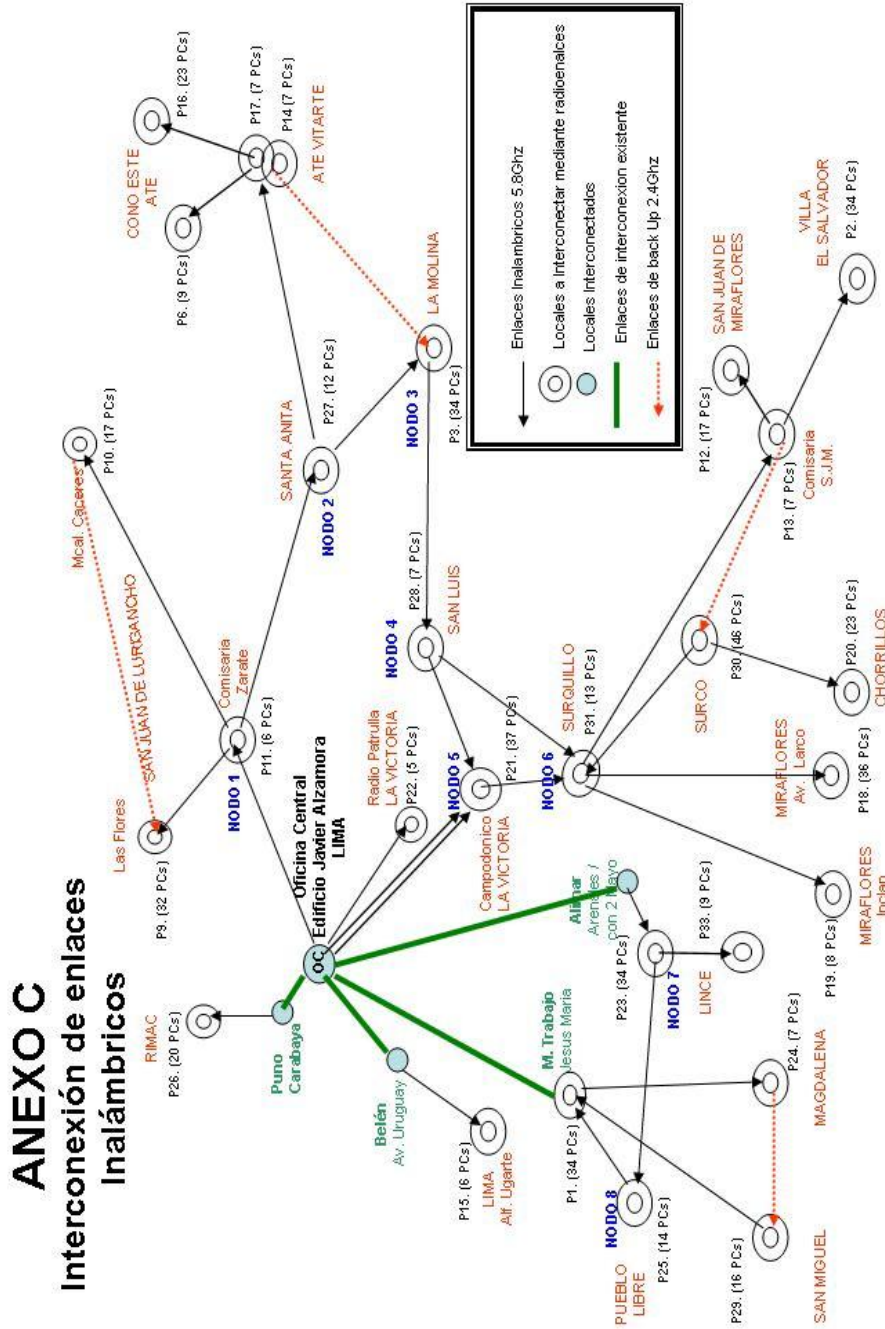 ANEXO C
Interconexión de enlaces
Inalámbricos
RIMAC
P26. (20 PCs)
Puno
Carabaya
Belén
Av. Uruguay
P15. (6 PCs)
LIMA
Alf. Ugarte
OC
Oficina Central
Edificio Javier Alzamora
LIMA
Las Flores
P9. (32 PCs)
SAN JUAN DE LURIGANCHO
Mcal. Caceres
P10. (17 PCs)
Comisaria
Zarate
NODO 1
P11. (6 PCs)
Radio Patrulla
LA VICTORIA
P22. (5 PCs)
SANTA ANITA
P27. (12 PCs)
NODO 2
CONO ESTE
ATE
P6. (9 PCs)
P16. (23 PCs)
P17. (7 PCs)
P14 (7 PCs)
ATE VITARTE
LA MOLINA
NODO 3
P3. (34 PCs)
P28. (7 PCs)
NODO 4
SAN LUIS
NODO 5
P21. (37 PCs)
Campodonico
LA VICTORIA
SURQUILLO
NODO 6
P31. (13 PCs)
M. Trabajo
Jesus Maria
P1. (34 PCs)
NODO 8
P25. (14 PCs)
PUEBLO
LIBRE
Alimar
Arenales /
con 2 Mayo
P23. (34 PCs)
NODO 7
P33. (9 PCs)
LINCE
P24. (7 PCs)
MAGDALENA
P29. (16 PCs)
SAN MIGUEL
P19. (8 PCs)
MIRAFLORES
Inclan
MIRAFLORES
Av. Larco
P18. (36 PCs)
SURCO
P30. (46 PCs)
P20. (23 PCs)
CHORRILLOS
P13. (7 PCs)
Comisaria
S.J.M.
P12. (17 PCs)
SAN JUAN DE
MIRAFLORES
VILLA
EL SALVADOR
P2. (34 PCs)
Enlaces Inalambricos 5.8Ghz
Locales a Interconectar mediante radioenalces
Locales Interconectados
Enlaces de interconexion existente
Enlaces de back Up 2.4Ghz